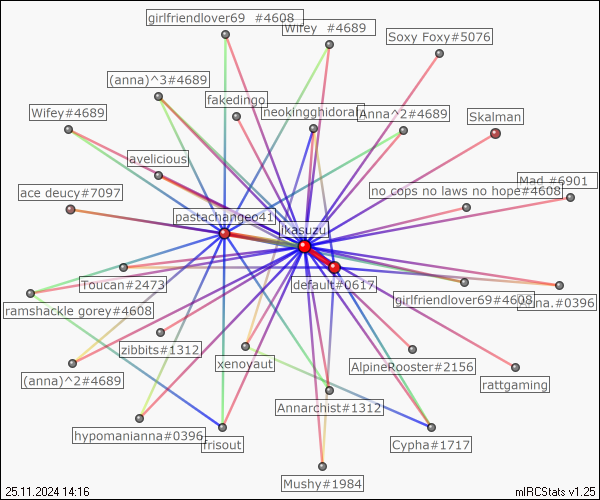 girlfriendlover69 #4608
Wifey #4689
Soxy Foxy#5076
(anna)^3#4689
fakedingo
neokingghidorah
Anna^2#4689
Wifey#4689
Skalman
avelicious
ace deucy#7097
Mad #6901
no cops no laws no hope#4608
pastachangeo41
jikasuzu
Toucan#2473
default#0617
girlfriendlover69#4608
#0396
ramshackle gorey#4608
zibbits#1312
xenoyaut
AlpineRooster#2156
(anna)^2#4689
rattgaming
Annarchist#1312
hypomanianna#0396
frisout
Cypha#1717
Mushy#1984
25.11.2024 14:16
mIRCStats v1.25